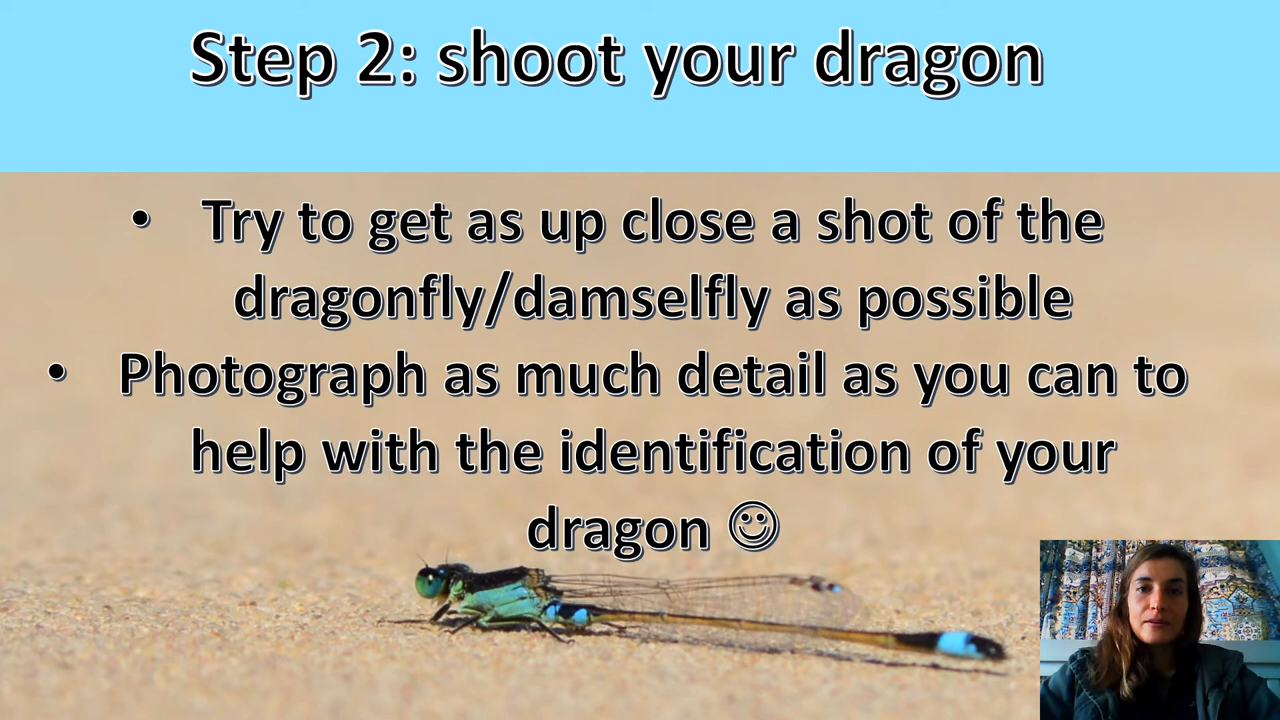 Step 2: shoot your dragon
• Try to get as up close a shot of the
dragonfly/damselfly as possible
• Photograph as much detail as you can to
help with the identification of your
dragon ☺